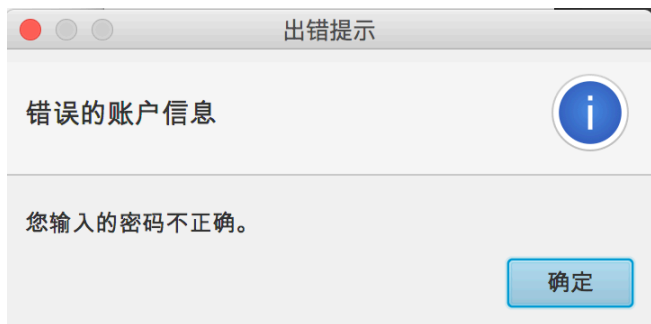 出错提示
错误的账户信息
您输入的密码不正确。
确定